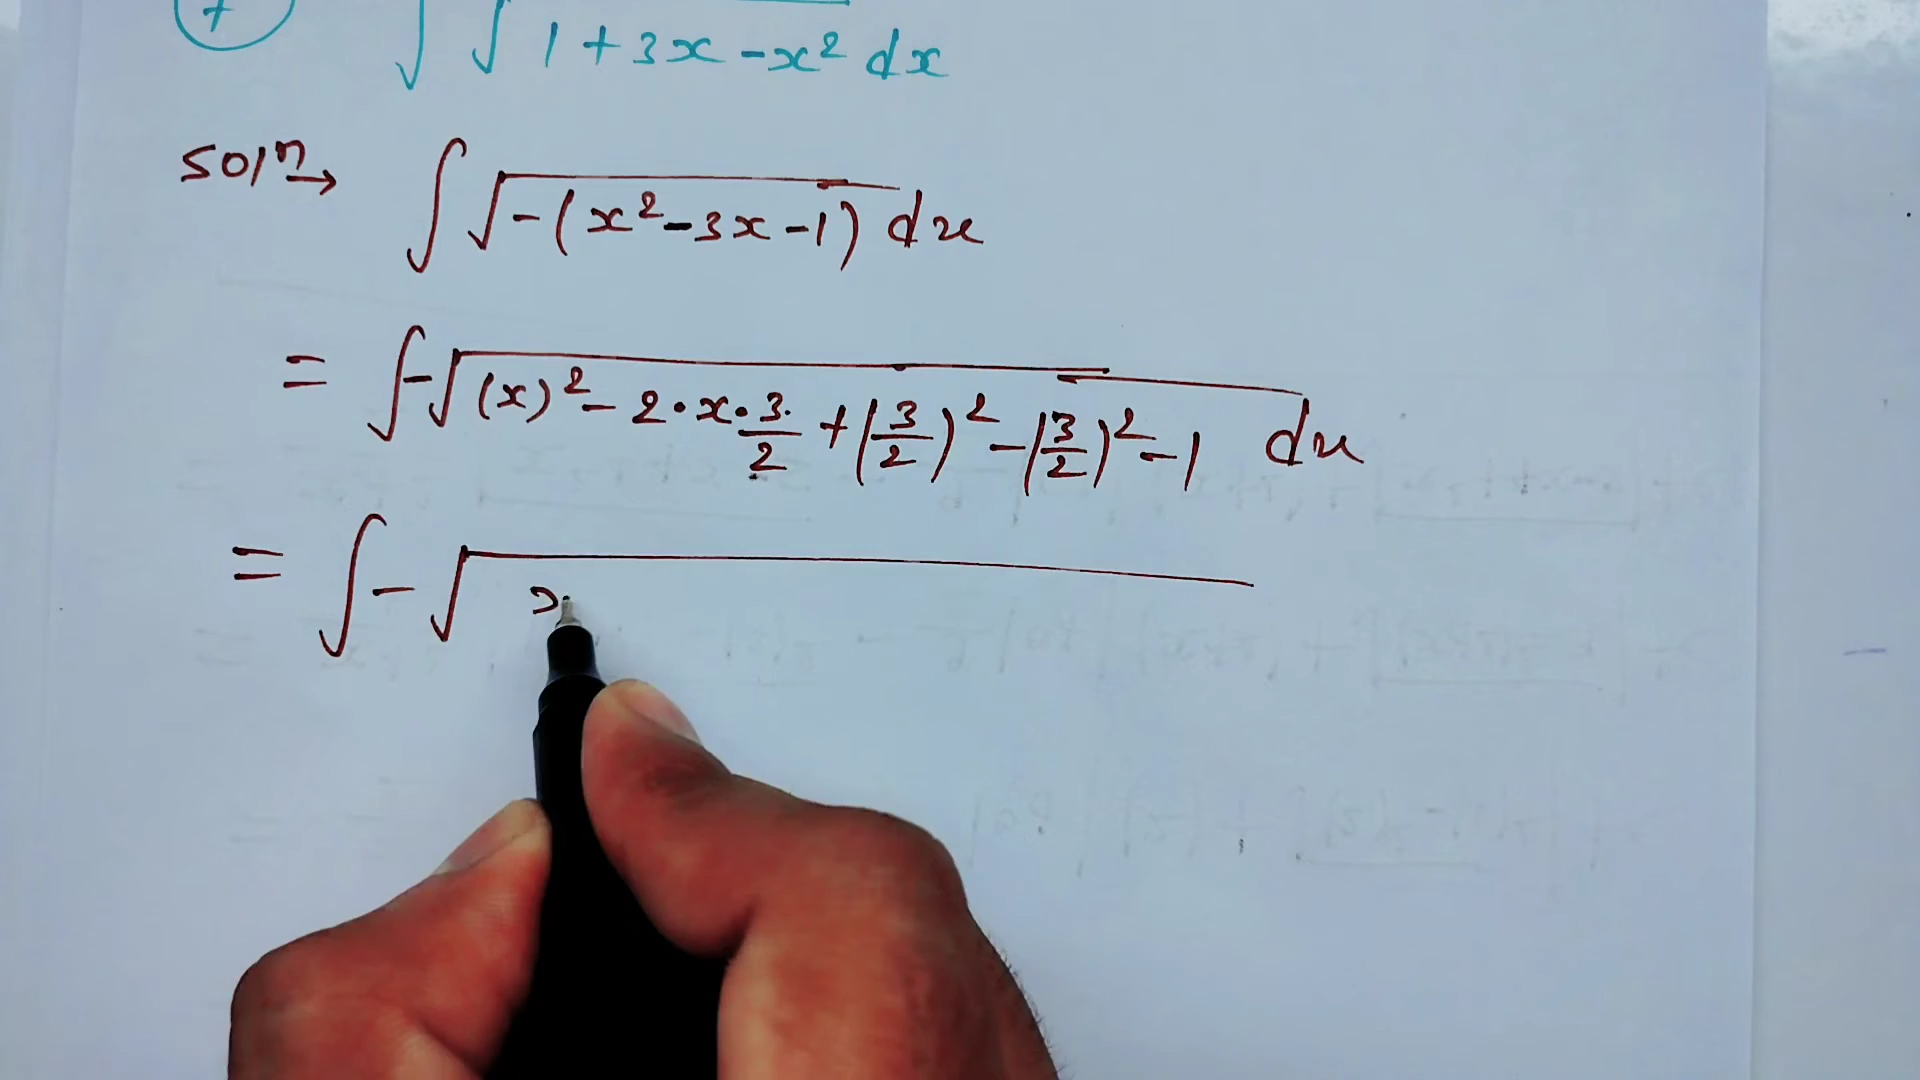 7 ∫ √ 1 + 3x - x² dx
Solⁿ→ ∫ √-(x² - 3x - 1) dx
= ∫ -√(x)² - 2·x·3/2 + (3/2)² - (3/2)² - 1 dx
= ∫ - √